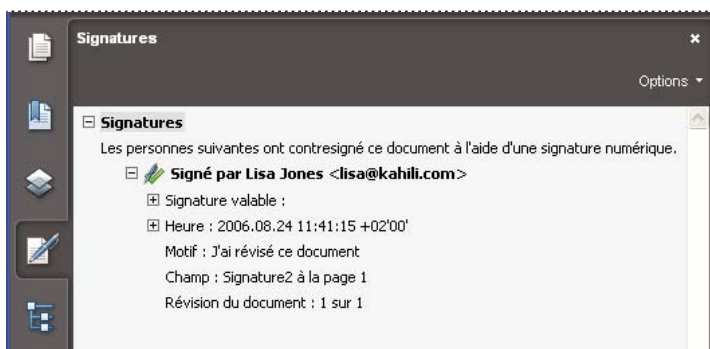 Signatures
Options
Signatures
Les personnes suivantes ont contresigné ce document à l'aide d'une signature numérique.
Signé par Lisa Jones <lisa@kahili.com>
Signature valable :
Heure : 2006.08.24 11:41:15 +02'00'
Motif : J'ai révisé ce document
Champ : Signature2 à la page 1
Révision du document : 1 sur 1